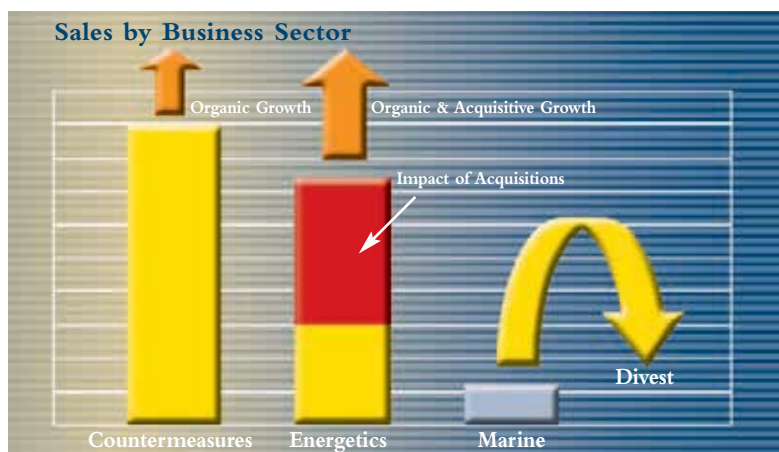 Sales by Business Sector
Organic Growth
Organic & Acquisitive Growth
Impact of Acquisitions
Divest
Countermeasures
Energetics
Marine